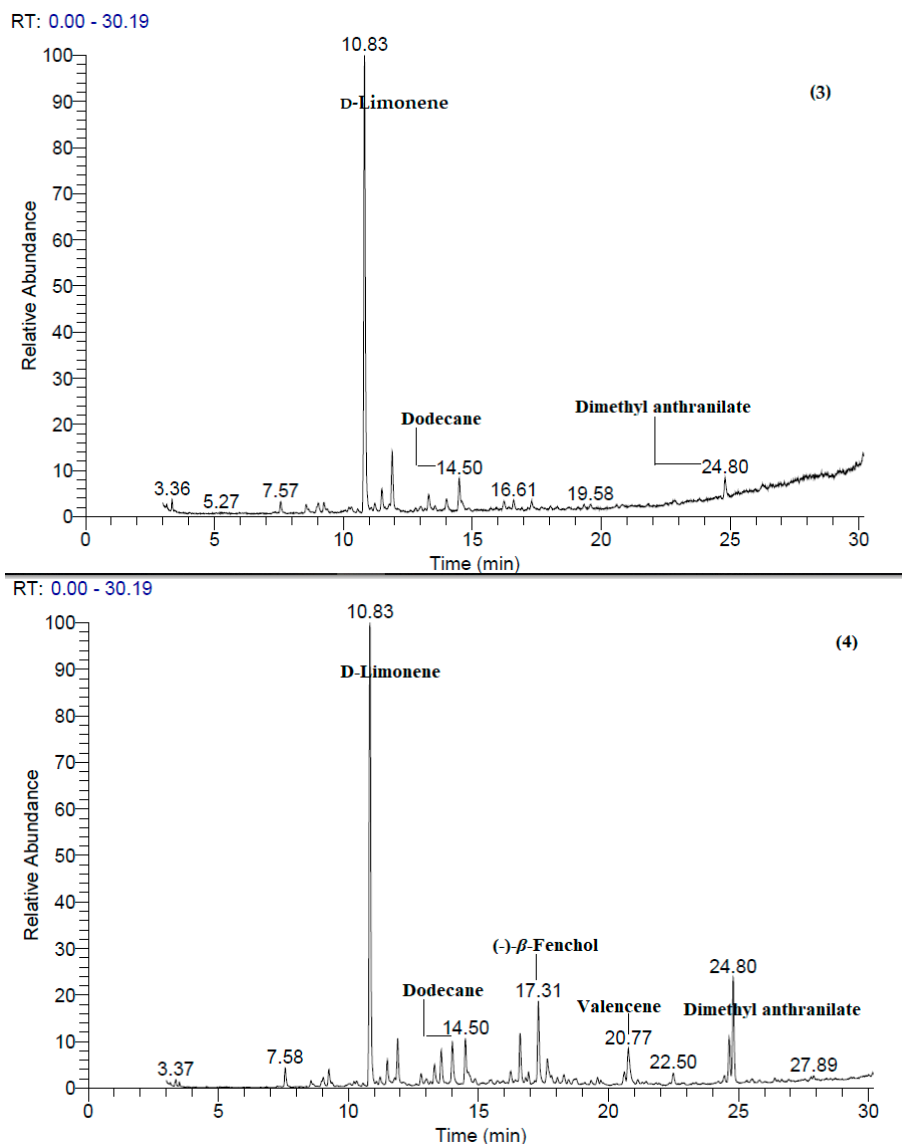 RT: 0.00 - 30.19
10.83
100
D-Limonene
(3)
90
80
70
60
50
40
30
20
10
0
Relative Abundance
Dodecane
Dimethyl anthranilate
3.36
5.27
7.57
14.50
16.61
19.58
24.80
0 5 10 15 20 25 30
Time (min)
RT: 0.00 - 30.19
10.83
100
(4)
D-Limonene
90
80
70
60
50
40
30
20
10
0
Relative Abundance
(-)-β-Fenchol
17.31
24.80
Dodecane
14.50
Valencene
Dimethyl anthranilate
20.77
3.37
7.58
22.50
27.89
0 5 10 15 20 25 30
Time (min)